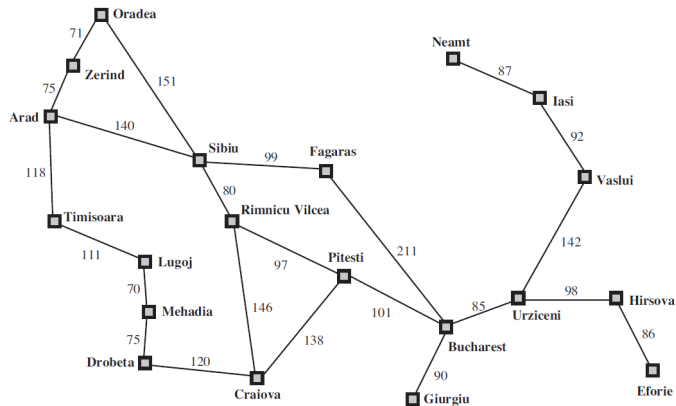 Oradea
71
Neamt
Zerind
87
151
75
Iasi
Arad
140
92
Sibiu
Fagaras
99
118
80
Vaslui
Rimnicu Vilcea
Timisoara
142
111
211
Lugoj
97
Pitesti
70
98
146
101
85
Hirsova
Mehadia
Urziceni
138
86
75
Bucharest
120
Drobeta
90
Craiova
Eforie
Giurgiu